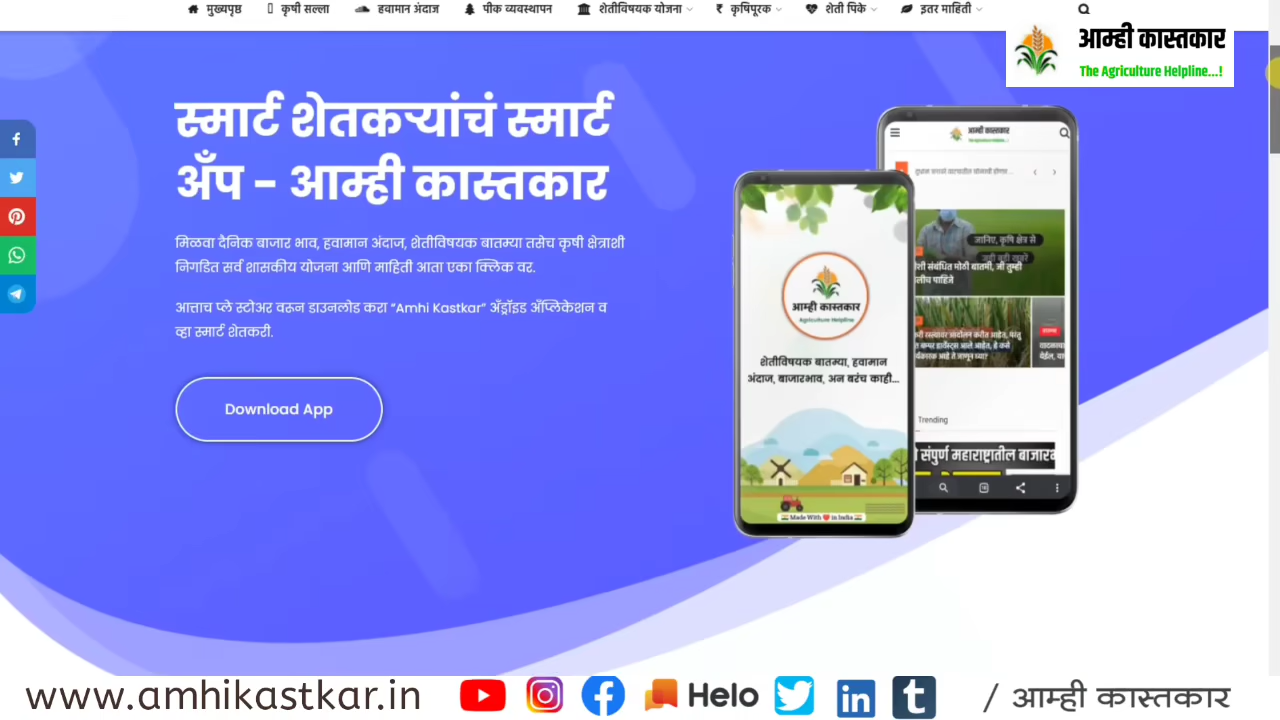 मुख्यपृष्ठ कृषी सल्ला हवामान अंदाज पीक व्यवस्थापन शेतीविषयक योजना कृषिपूरक शेती पिके इतर माहिती
आम्ही कास्तकार
The Agriculture Helpline...!
स्मार्ट शेतकऱ्यांचं स्मार्ट
अँप - आम्ही कास्तकार
मिळवा दैनिक बाजार भाव, हवामान अंदाज, शेतीविषयक बातम्या तसेच कृषी क्षेत्राशी
निगडित सर्व शासकीय योजना आणि माहिती आता एका क्लिक वर.
आत्ताच प्ले स्टोअर वरून डाउनलोड करा “Amhi Kastkar” अँड्रॉइड अँप्लिकेशन व
व्हा स्मार्ट शेतकरी.
Download App
आम्ही कास्तकार
Agriculture Helpline
शेतीविषयक बातम्या, हवामान
अंदाज, बाजारभाव, अन बरंच काही...
Made With in India
आम्ही कास्तकार
जानिए, कृषि क्षेत्र से
शी संबंधित मोठी बातमी, जी तुम्ही
लीच पाहिजे
Trending
संपूर्ण महाराष्ट्रातील बाजार
www.amhikastkar.in Helo / आम्ही कास्तकार